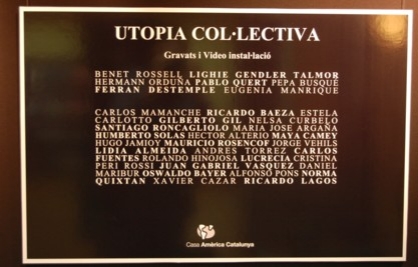 UTOPIA COL·LECTIVA
Gravats i Video instal·lació
BENET ROSSELL LIGHIE GENDLER TALMOR
HERMANN ORDUÑA PABLO QUERT PEPA BUSQUÉ
FERRAN DESTEMPLE EUGENIA MANRIQUE
CARLOS MAMANCHE RICARDO BAEZA ESTELA
CARLOTTO GILBERTO GIL NELSA CURBELO
SANTIAGO RONCAGLIOLO MARIA JOSE ARGAÑA
HUMBERTO SOLAS HECTOR ALTERIO MAYA CAMEY
HUGO JAMIOY MAURICIO ROSENCOF JORGE VEHILS
LIDIA ALMEIDA ANDRES TORREZ CARLOS
FUENTES ROLANDO HINOJOSA LUCRECIA CRISTINA
PERI ROSSI JUAN GABRIEL VASQUEZ DANIEL
MARIBUR OSWALDO BAYER ALFONSO PONS NORMA
QUIXTAN XAVIER CAZAR RICARDO LAGOS
Casa Amèrica Catalunya